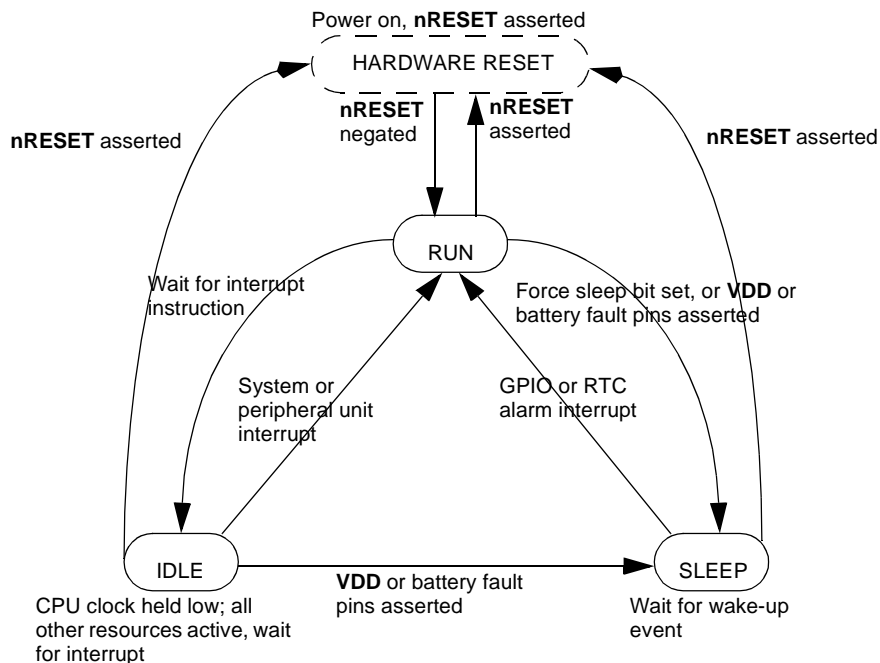 Power on, nRESET asserted
HARDWARE RESET
nRESET
negated
nRESET
asserted
nRESET asserted
nRESET asserted
RUN
Wait for interrupt
instruction
Force sleep bit set, or VDD or
battery fault pins asserted
System or
peripheral unit
interrupt
GPIO or RTC
alarm interrupt
IDLE
SLEEP
VDD or battery fault
pins asserted
CPU clock held low; all
other resources active, wait
for interrupt
Wait for wake-up
event